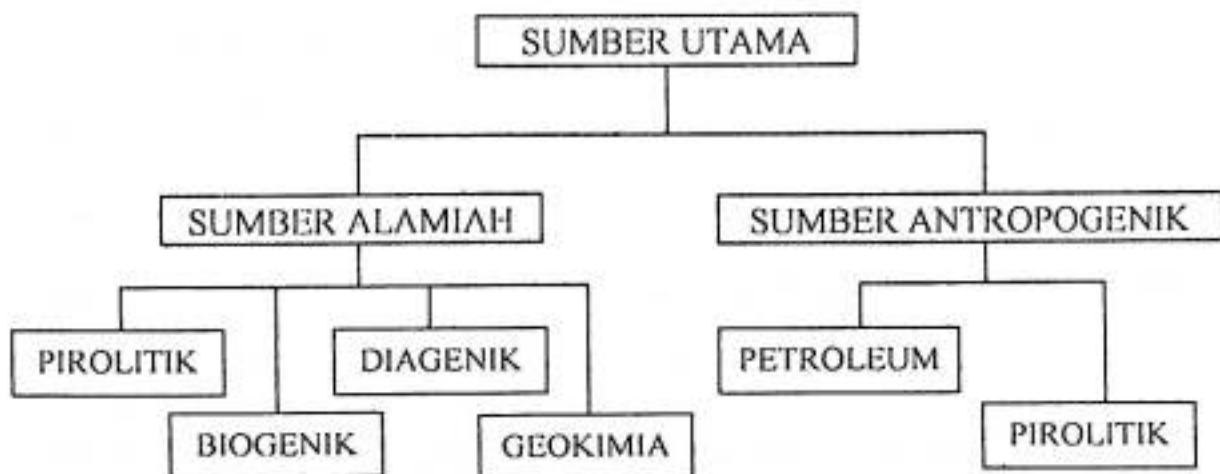 SUMBER UTAMA
SUMBER ALAMIAH
SUMBER ANTROPOGENIK
PIROLITIK
DIAGENIK
PETROLEUM
BIOGENIK
GEOKIMIA
PIROLITIK